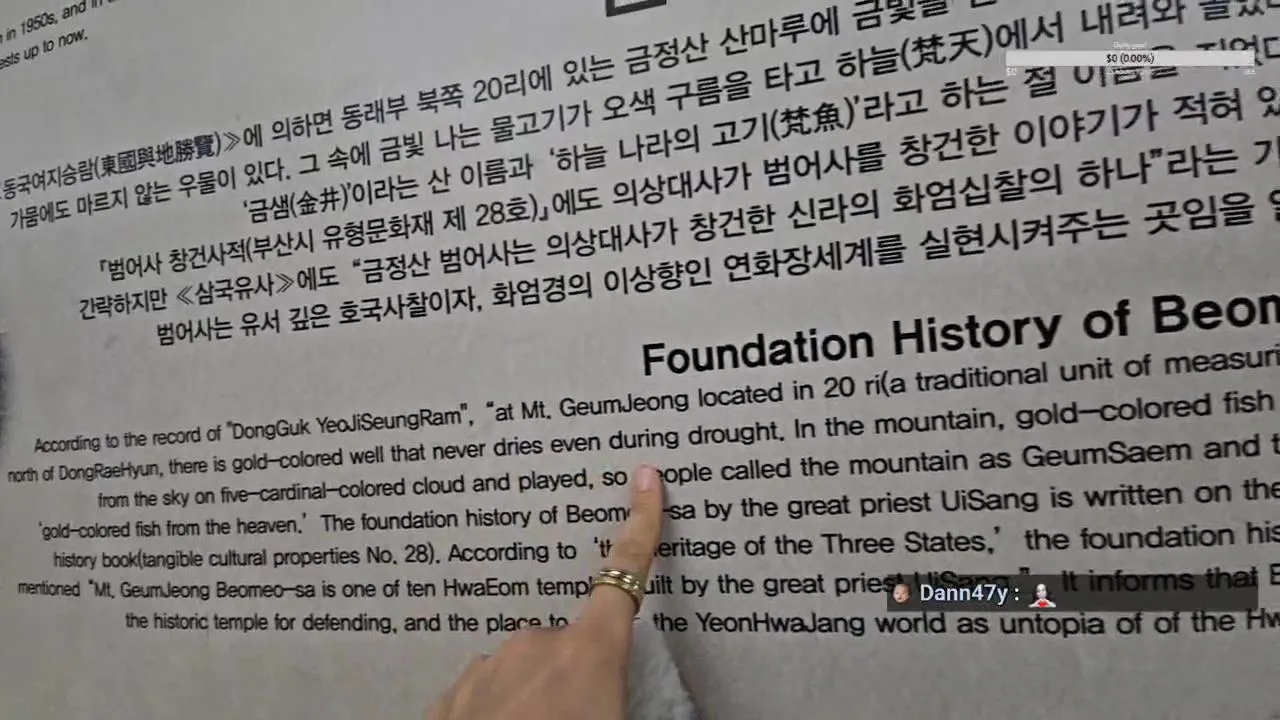 n in 1950s, and in
ests up to now.
동국여지승람(東國與地勝覽)》에 의하면 동래부 북쪽 20리에 있는 금정산 산마루에 금빛을
가뭄에도 마르지 않는 우물이 있다. 그 속에 금빛 나는 물고기가 오색 구름을 타고 하늘(梵天)에서 내려와
'금샘(金井)'이라는 산 이름과 '하늘 나라의 고기(梵魚)'라고 하는 절
「범어사 창건사적(부산시 유형문화재 제 28호)」에도 의상대사가 범어사를 창건한 이야기가 적혀
간략하지만 《삼국유사》에도 "금정산 범어사는 의상대사가 창건한 신라의 화엄십찰의 하나"라는
범어사는 유서 깊은 호국사찰이자, 화엄경의 이상향인 연화장세계를 실현시켜주는 곳임을
Foundation History of Beom
According to the record of "DongGuk YeoJiSeungRam", "at Mt. GeumJeong located in 20 ri(a traditional unit of measuri
north of DongRaeHyun, there is gold-colored well that never dries even during drought. In the mountain, gold-colored fish
from the sky on five-cardinal-colored cloud and played, so eople called the mountain as GeumSaem and t
'gold-colored fish from the heaven.' The foundation history of Beomeo-sa by the great priest UiSang is written on the
history book(tangible cultural properties No. 28). According to 'th eritage of the Three States,' the foundation his
mentioned "Mt. GeumJeong Beomeo-sa is one of ten HwaEom templ uilt by the great priest UiSang." It informs that B
the historic temple for defending, and the place to the YeonHwaJang world as untopia of of the Hw
$0 (0.00%)
Dann47y :